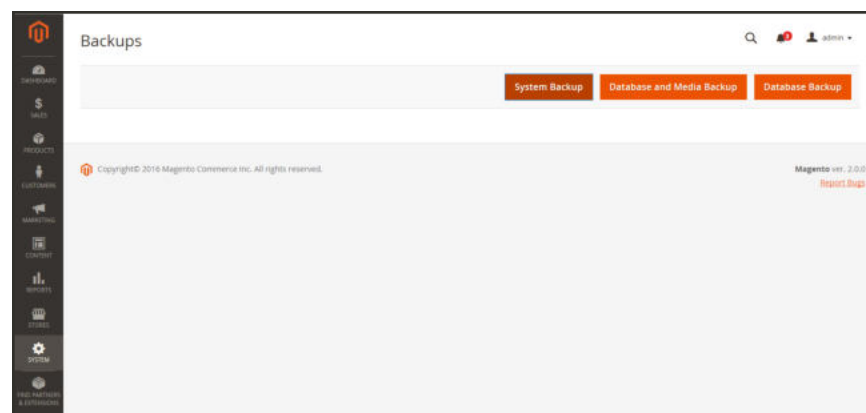 Backups
admin
System Backup
Database and Media Backup
Database Backup
DASHBOARD
$
SALES
PRODUCTS
CUSTOMERS
MARKETING
CONTENT
REPORTS
STORES
SYSTEM
FIND PARTNERS
& EXTENSIONS
Copyright© 2016 Magento Commerce Inc. All rights reserved.
Magento ver. 2.0.0
Report Bugs